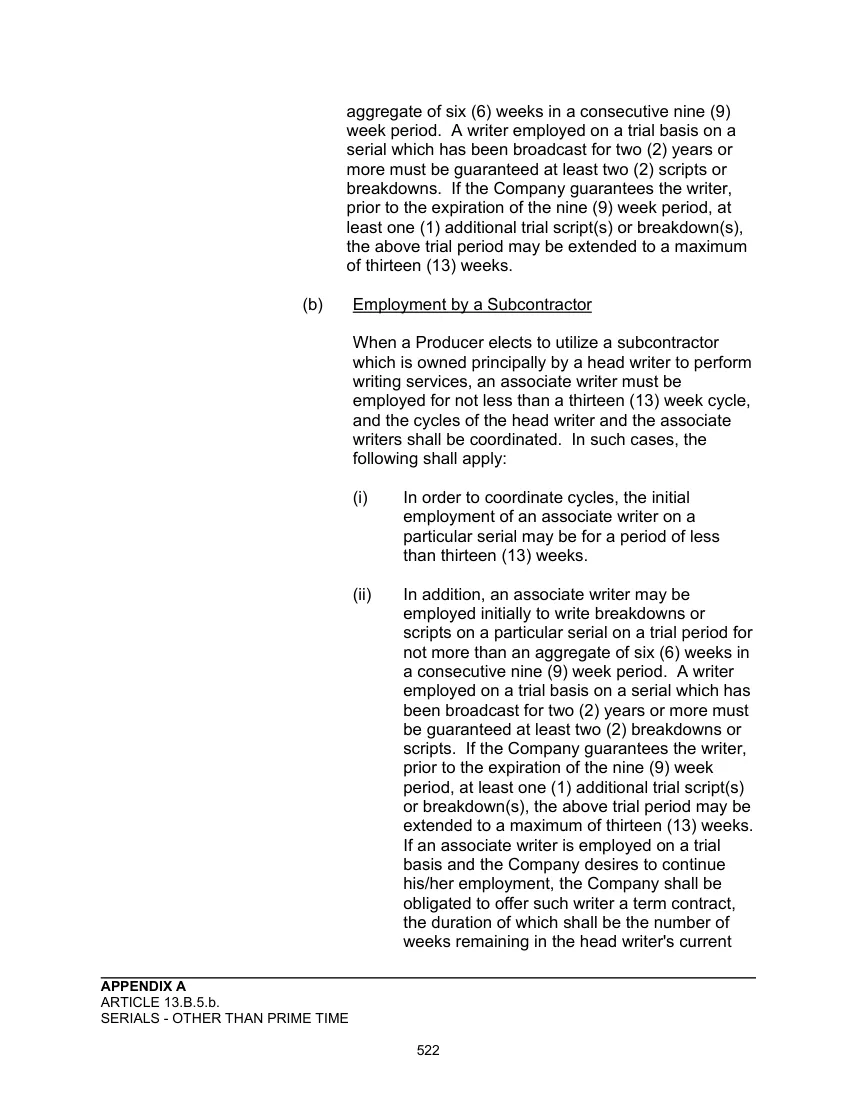 aggregate of six (6) weeks in a consecutive nine (9)
week period.  A writer employed on a trial basis on a
serial which has been broadcast for two (2) years or
more must be guaranteed at least two (2) scripts or
breakdowns.  If the Company guarantees the writer,
prior to the expiration of the nine (9) week period, at
least one (1) additional trial script(s) or breakdown(s),
the above trial period may be extended to a maximum
of thirteen (13) weeks.
(b) Employment by a Subcontractor
When a Producer elects to utilize a subcontractor
which is owned principally by a head writer to perform
writing services, an associate writer must be
employed for not less than a thirteen (13) week cycle,
and the cycles of the head writer and the associate
writers shall be coordinated.  In such cases, the
following shall apply:
(i) In order to coordinate cycles, the initial
employment of an associate writer on a
particular serial may be for a period of less
than thirteen (13) weeks.
(ii) In addition, an associate writer may be
employed initially to write breakdowns or
scripts on a particular serial on a trial period for
not more than an aggregate of six (6) weeks in
a consecutive nine (9) week period.  A writer
employed on a trial basis on a serial which has
been broadcast for two (2) years or more must
be guaranteed at least two (2) breakdowns or
scripts.  If the Company guarantees the writer,
prior to the expiration of the nine (9) week
period, at least one (1) additional trial script(s)
or breakdown(s), the above trial period may be
extended to a maximum of thirteen (13) weeks.
If an associate writer is employed on a trial
basis and the Company desires to continue
his/her employment, the Company shall be
obligated to offer such writer a term contract,
the duration of which shall be the number of
weeks remaining in the head writer's current
APPENDIX A
ARTICLE 13.B.5.b.
SERIALS - OTHER THAN PRIME TIME
522